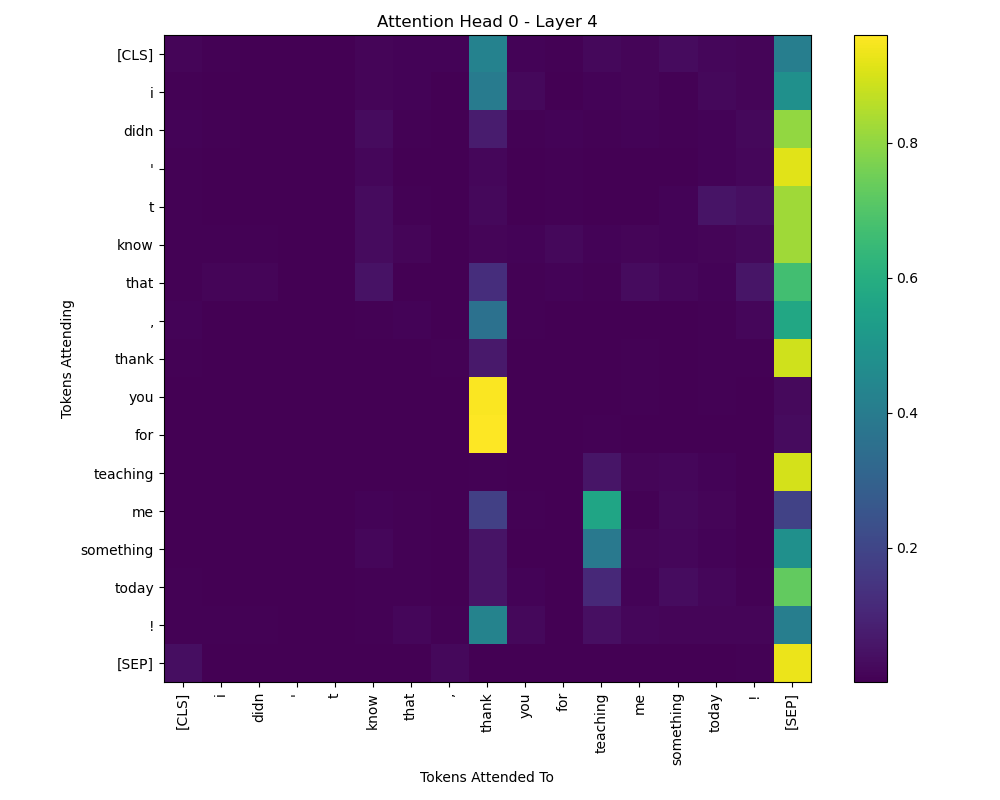 Attention Head 0 - Layer 4
Tokens Attending
[CLS]
i
didn
'
t
know
that
,
thank
you
for
teaching
me
something
today
!
[SEP]
[CLS]
i
didn
'
t
know
that
,
thank
you
for
teaching
me
something
today
!
[SEP]
Tokens Attended To
0.8
0.6
0.4
0.2